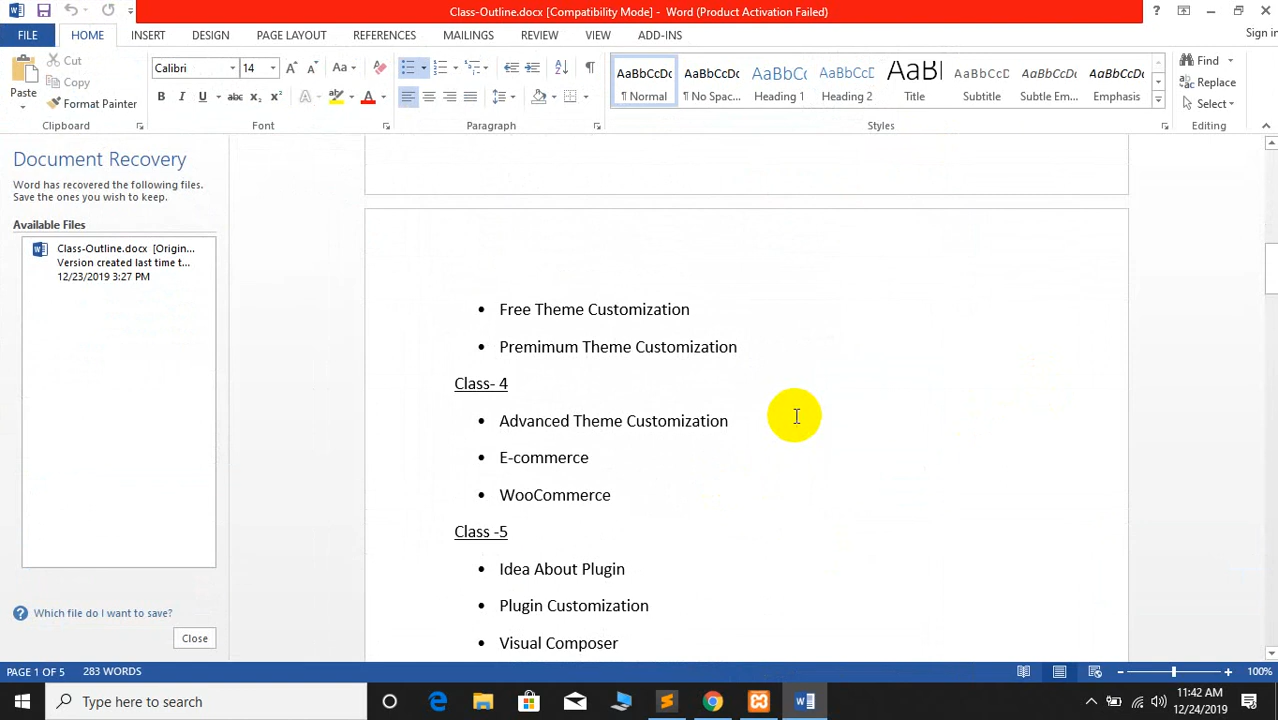 Class-Outline.docx [Compatibility Mode] - Word (Product Activation Failed)
FILE HOME INSERT DESIGN PAGE LAYOUT REFERENCES MAILINGS REVIEW VIEW ADD-INS
Sign in
Paste
Cut
Copy
Format Painter
Clipboard
Calibri 14
Font
Paragraph
AaBbCcDc AaBbCcDc AaBbCc AaBbCcD AaBl AaBbCcD AaBbCcDc AaBbCcDc
¶ Normal ¶ No Spac... Heading 1 Heading 2 Title Subtitle Subtle Em... Emphasis
Styles
Find
Replace
Select
Editing
Document Recovery
Word has recovered the following files.
Save the ones you wish to keep.
Available Files
Class-Outline.docx [Origin...
Version created last time t...
12/23/2019 3:27 PM
Which file do I want to save?
Close
• Free Theme Customization
• Premimum Theme Customization
Class- 4
• Advanced Theme Customization
• E-commerce
• WooCommerce
Class -5
• Idea About Plugin
• Plugin Customization
• Visual Composer
PAGE 1 OF 5 283 WORDS
100%
Type here to search
11:42 AM
12/24/2019